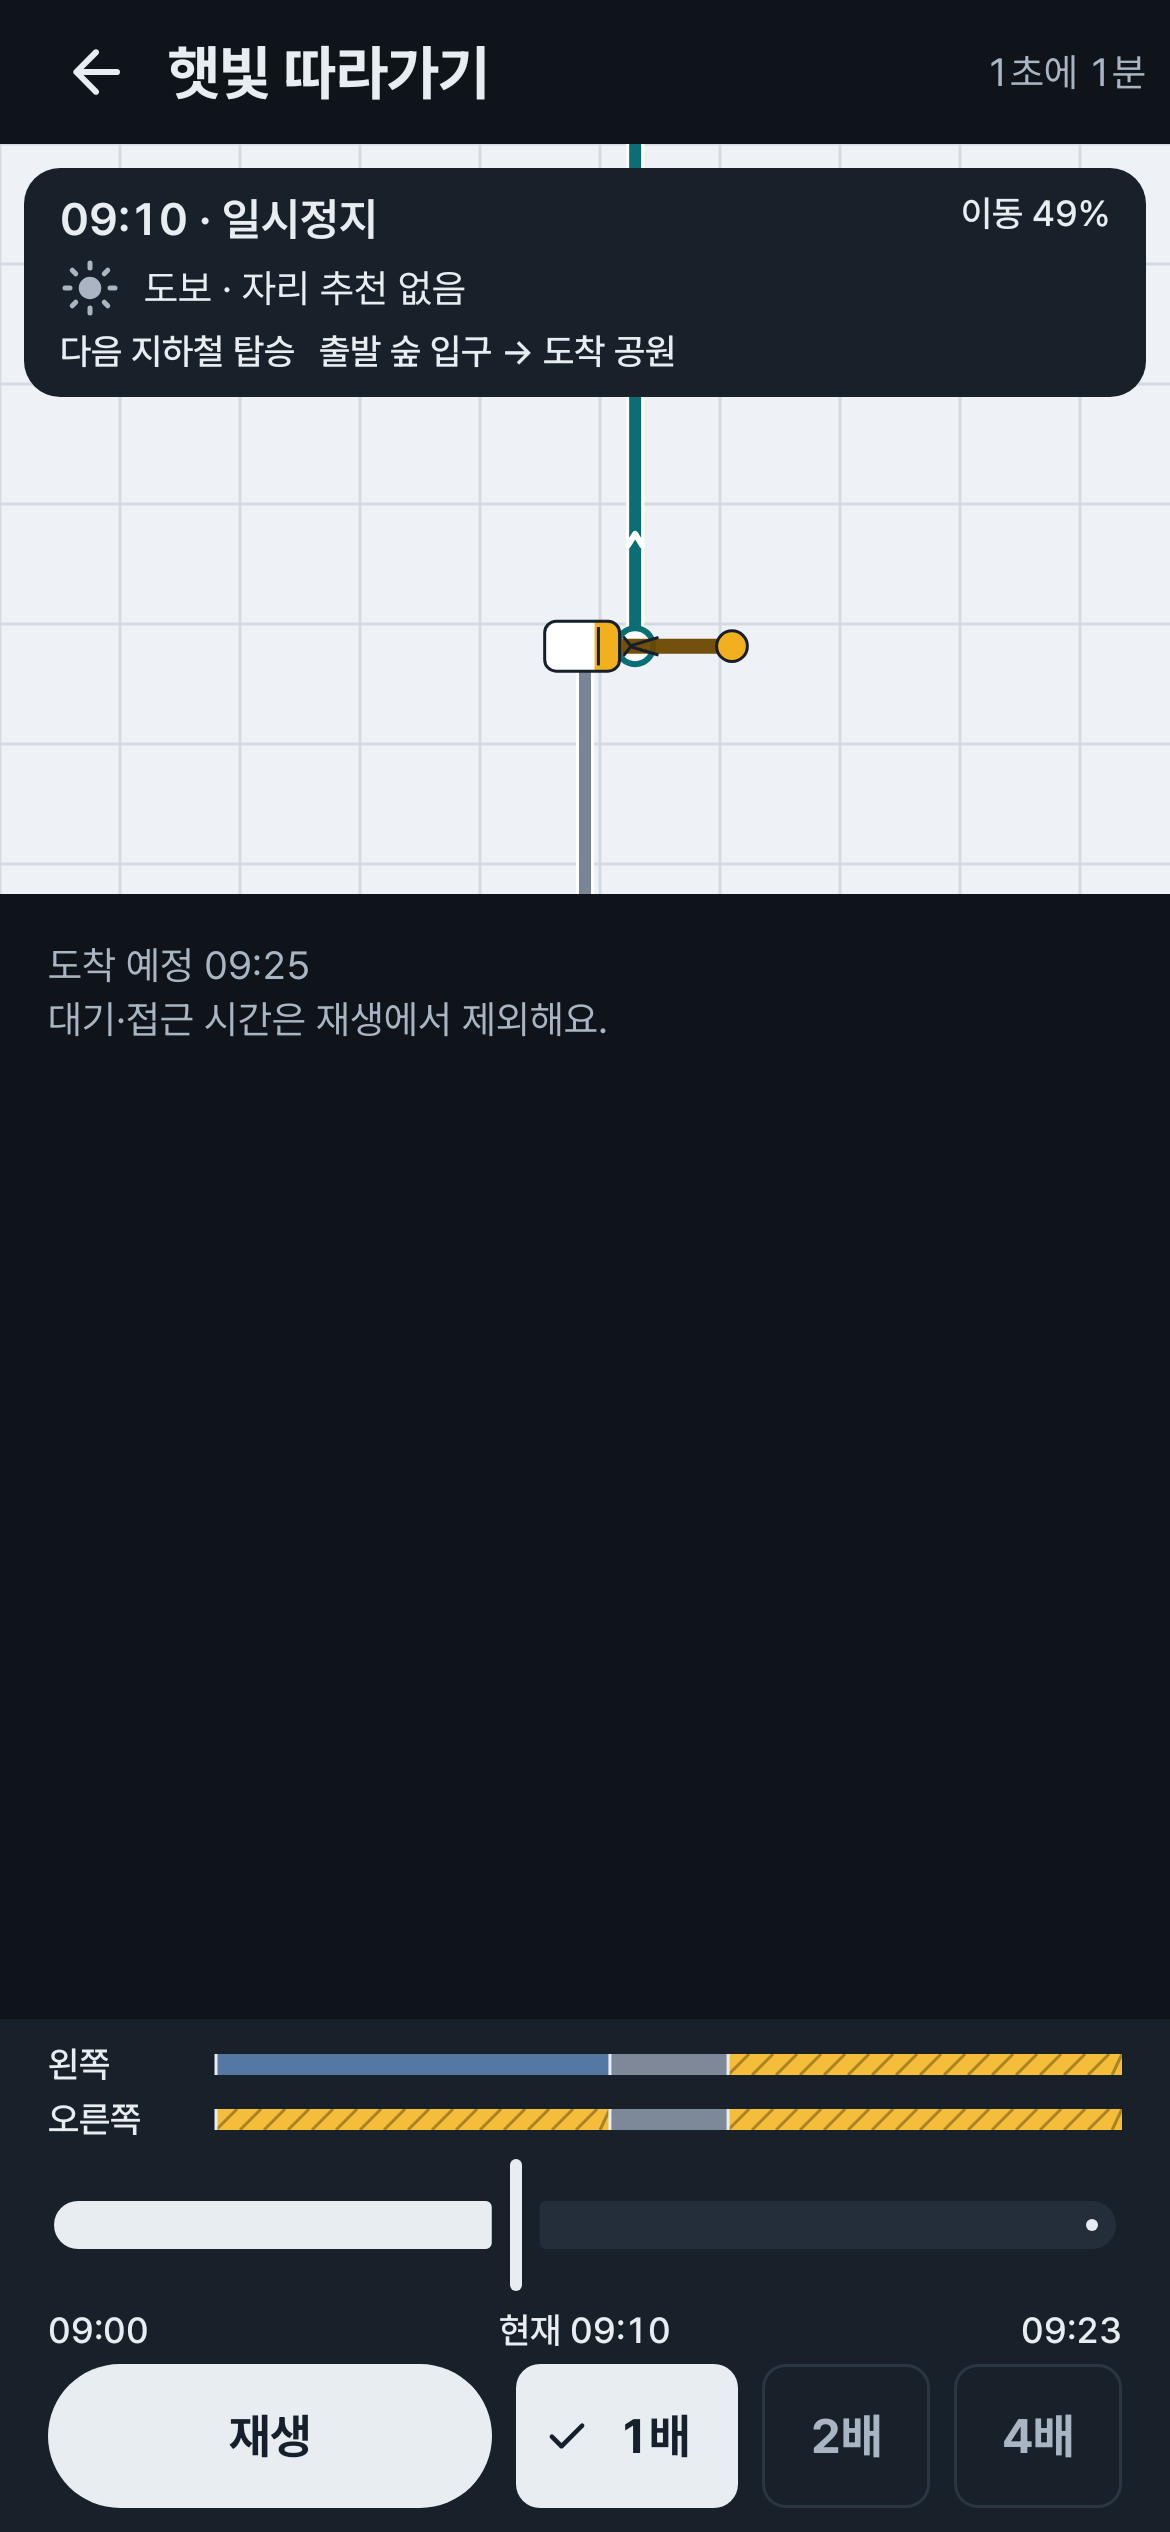 햇빛 따라가기
1초에 1분
09:10 · 일시정지
이동 49%
도보 · 자리 추천 없음
다음 지하철 탑승 출발 숲 입구 → 도착 공원
도착 예정 09:25
대기·접근 시간은 재생에서 제외해요.
왼쪽
오른쪽
09:00
현재 09:10
09:23
재생
1배
2배
4배